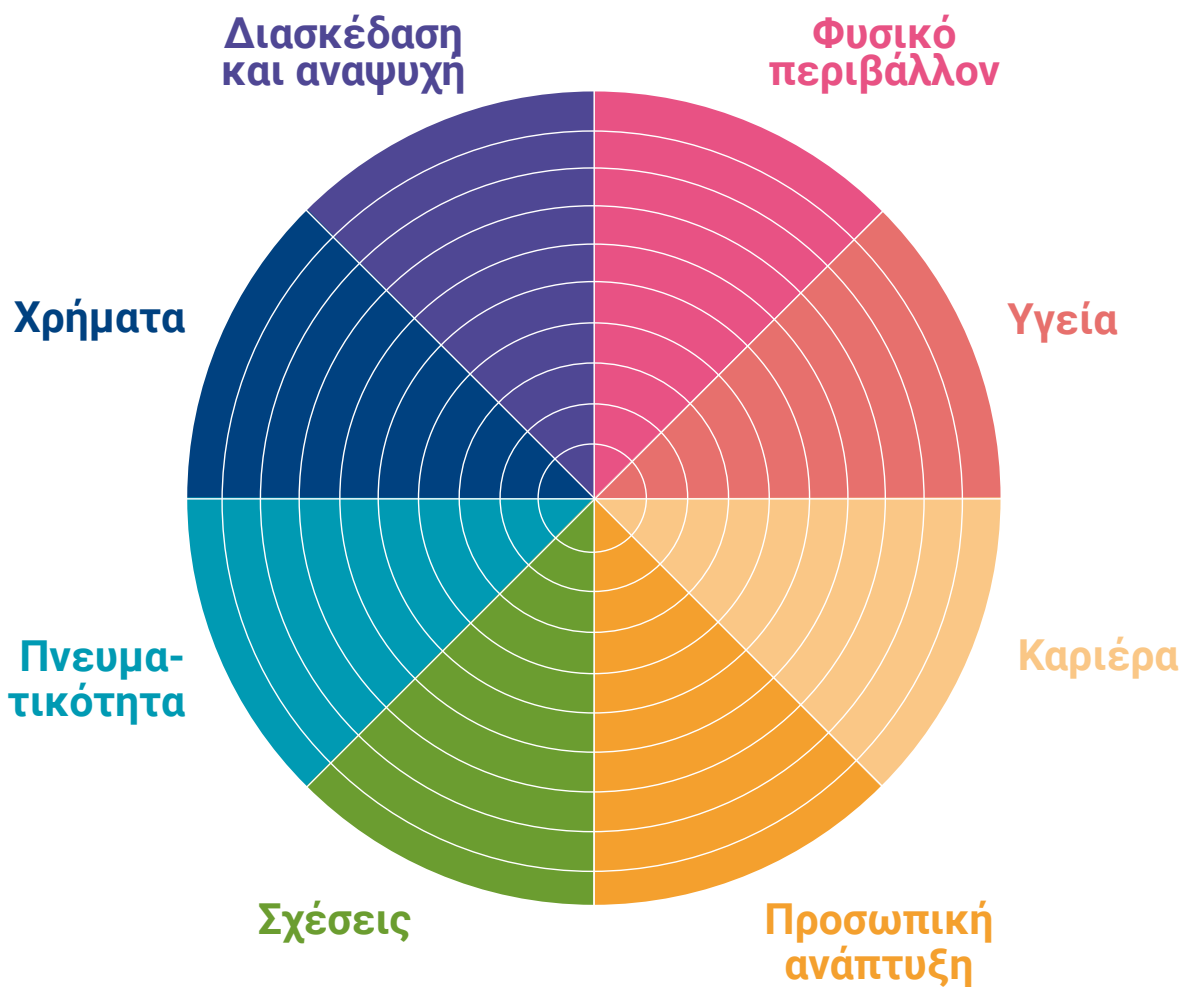 Διασκέδαση
και αναψυχή
Φυσικό
περιβάλλον
Χρήματα
Υγεία
Πνευμα-
τικότητα
Καριέρα
Σχέσεις
Προσωπική
ανάπτυξη